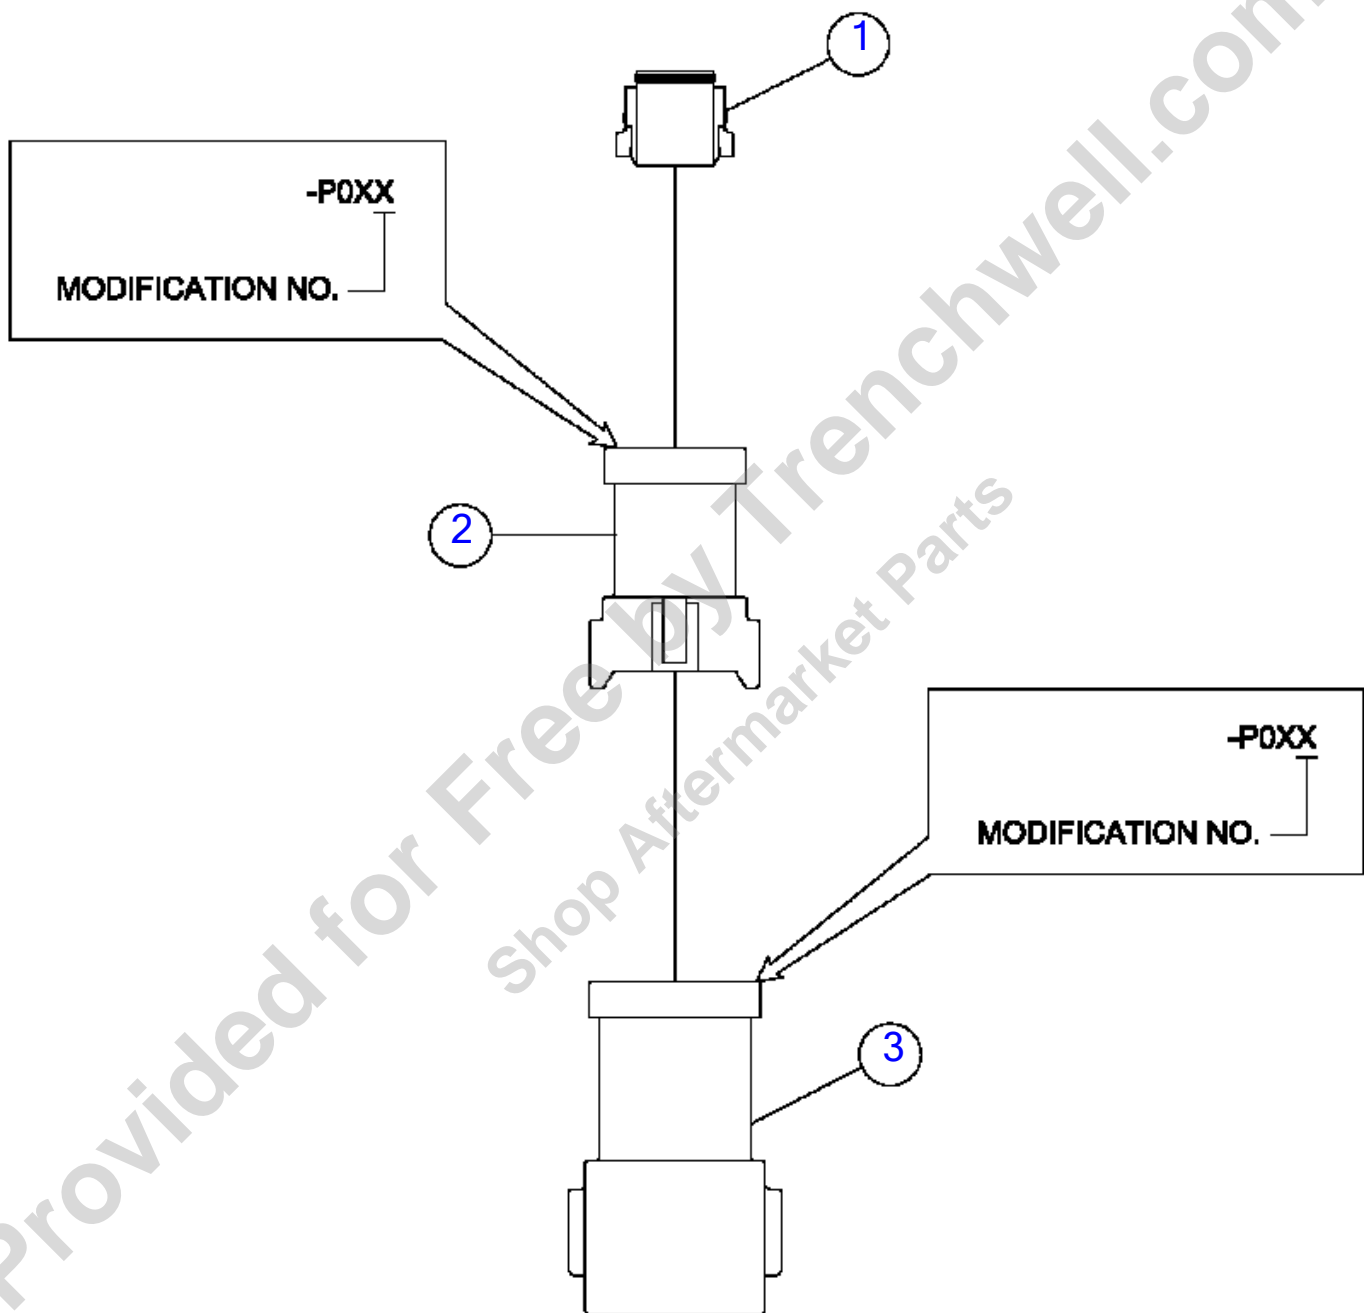 1
-P0XX
MODIFICATION NO.
2
-P0XX
MODIFICATION NO.
3
Provided for Free by Trenchwell.com
Shop Aftermarket Parts